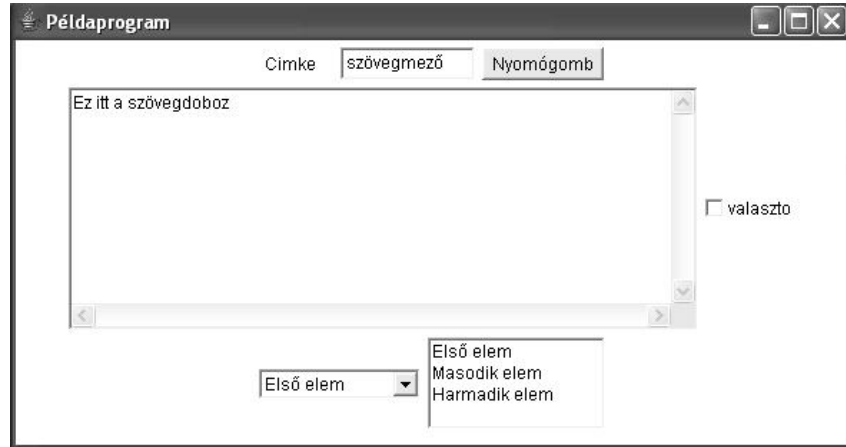 Példaprogram
Cimke szövegmező Nyomógomb
Ez itt a szövegdoboz
valaszto
Első elem
Első elem
Masodik elem
Harmadik elem